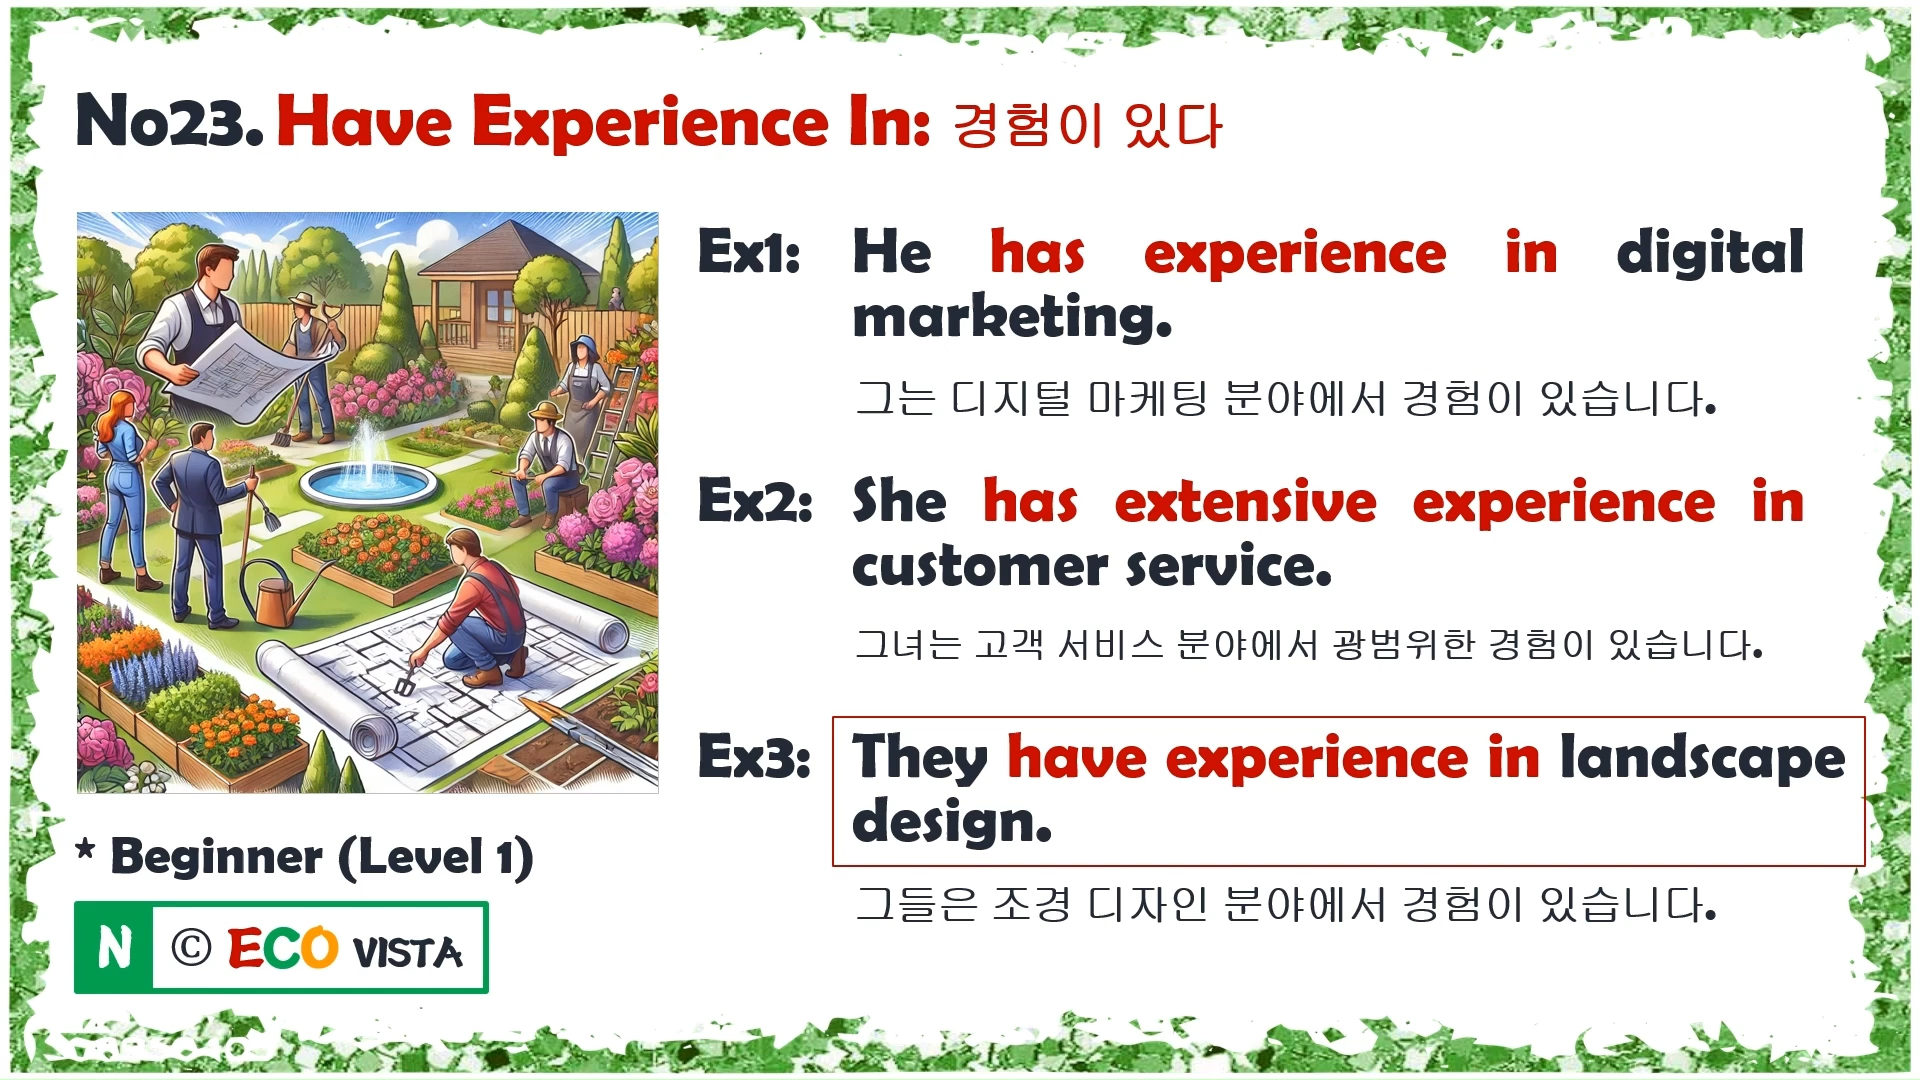 No23. Have Experience In: 경험이 있다
Ex1: He has experience in digital
marketing.
그는 디지털 마케팅 분야에서 경험이 있습니다.
Ex2: She has extensive experience in
customer service.
그녀는 고객 서비스 분야에서 광범위한 경험이 있습니다.
Ex3: They have experience in landscape
design.
그들은 조경 디자인 분야에서 경험이 있습니다.
* Beginner (Level 1)
N © ECO VISTA